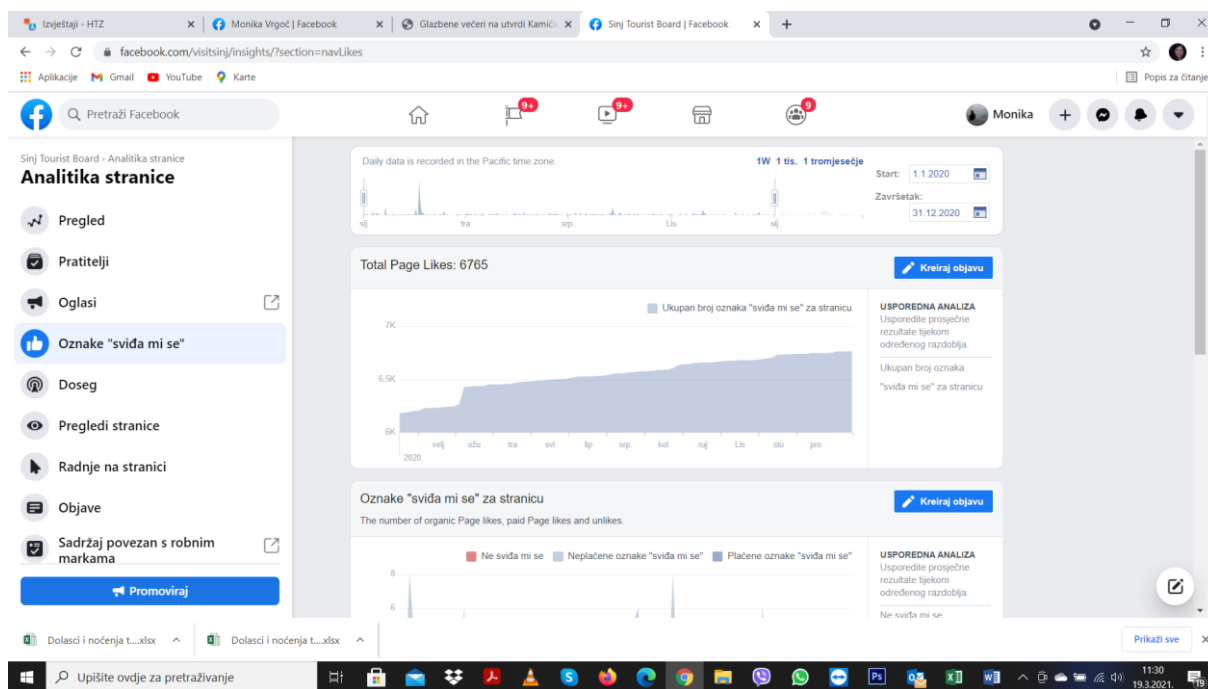 Izvještaji - HTZ
Monika Vrgoč | Facebook
Glazbene večeri na utvrdi Kamiča
Sinj Tourist Board | Facebook
facebook.com/visitsinj/insights/?section=navLikes
Aplikacije Gmail YouTube Karte
Popis za čitanje
Pretraži Facebook
9+ 9+ 9
Monika
Sinj Tourist Board › Analitika stranice
Analitika stranice
Pregled
Pratitelji
Oglasi
Oznake "sviđa mi se"
Doseg
Pregledi stranice
Radnje na stranici
Objave
Sadržaj povezan s robnim
markama
Promoviraj
Daily data is recorded in the Pacific time zone.
1W 1 tis. 1 tromjesečje
Start: 1.1.2020
Završetak:
31.12.2020
sij tra srp. Lis sij
Total Page Likes: 6765
Kreiraj objavu
Ukupan broj oznaka "sviđa mi se" za stranicu
7K
6.5K
6K
velj ožu tra svi lip srp. kol. ruj Lis stu pro
2020
USPOREDNA ANALIZA
Usporedite prosječne
rezultate tijekom
određenog razdoblja.
Ukupan broj oznaka
"sviđa mi se" za stranicu
Oznake "sviđa mi se" za stranicu
The number of organic Page likes, paid Page likes and unlikes.
Kreiraj objavu
Ne sviđa mi se Neplaćene oznake "sviđa mi se" Plaćene oznake "sviđa mi se"
8
6
USPOREDNA ANALIZA
Usporedite prosječne
rezultate tijekom
određenog razdoblja.
Ne sviđa mi se
Dolasci i noćenja t....xlsx
Dolasci i noćenja t....xlsx
Prikaži sve
Upišite ovdje za pretraživanje
11:30
19.3.2021.
19